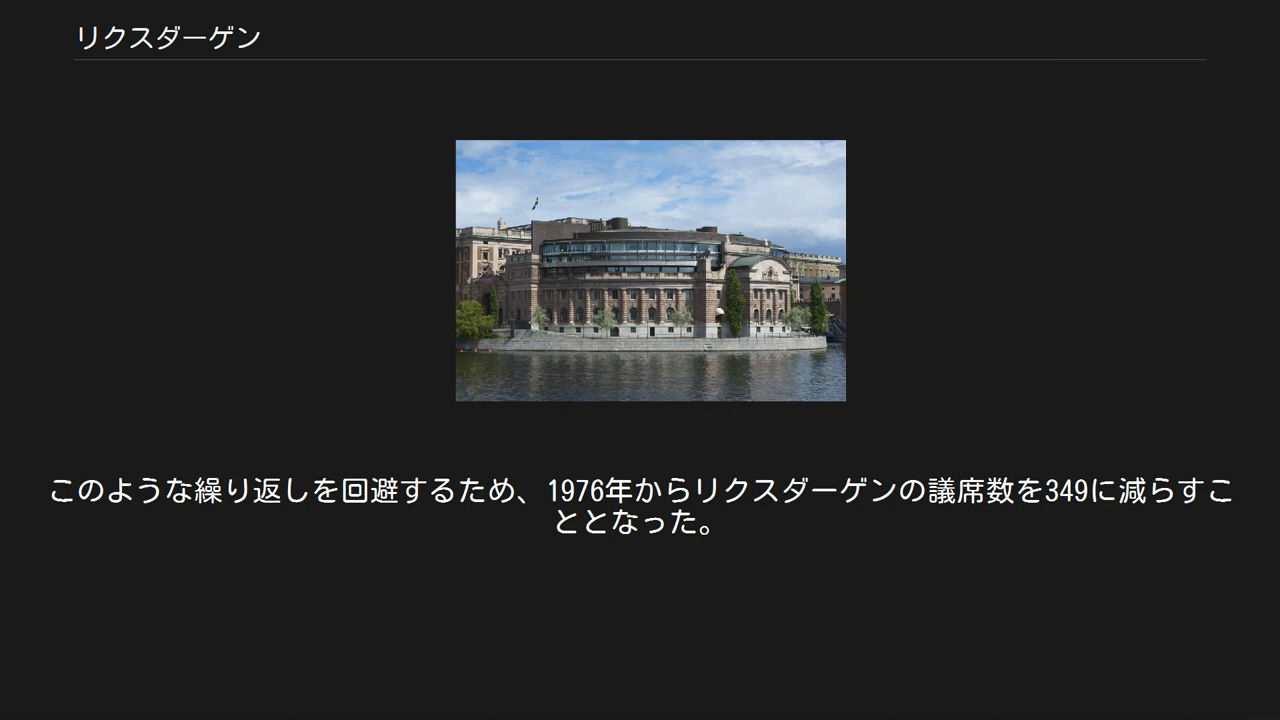 リクスダーゲン
このような繰り返しを回避するため、1976年からリクスダーゲンの議席数を349に減らすこ
ととなった。